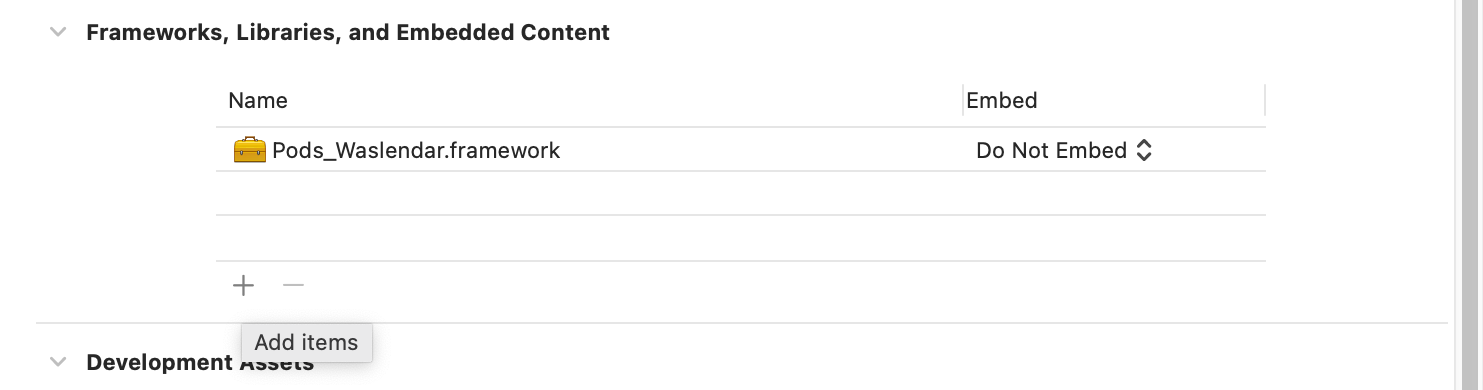 Frameworks, Libraries, and Embedded Content
Name Embed
Pods_Waslendar.framework Do Not Embed
Add items
Development Assets